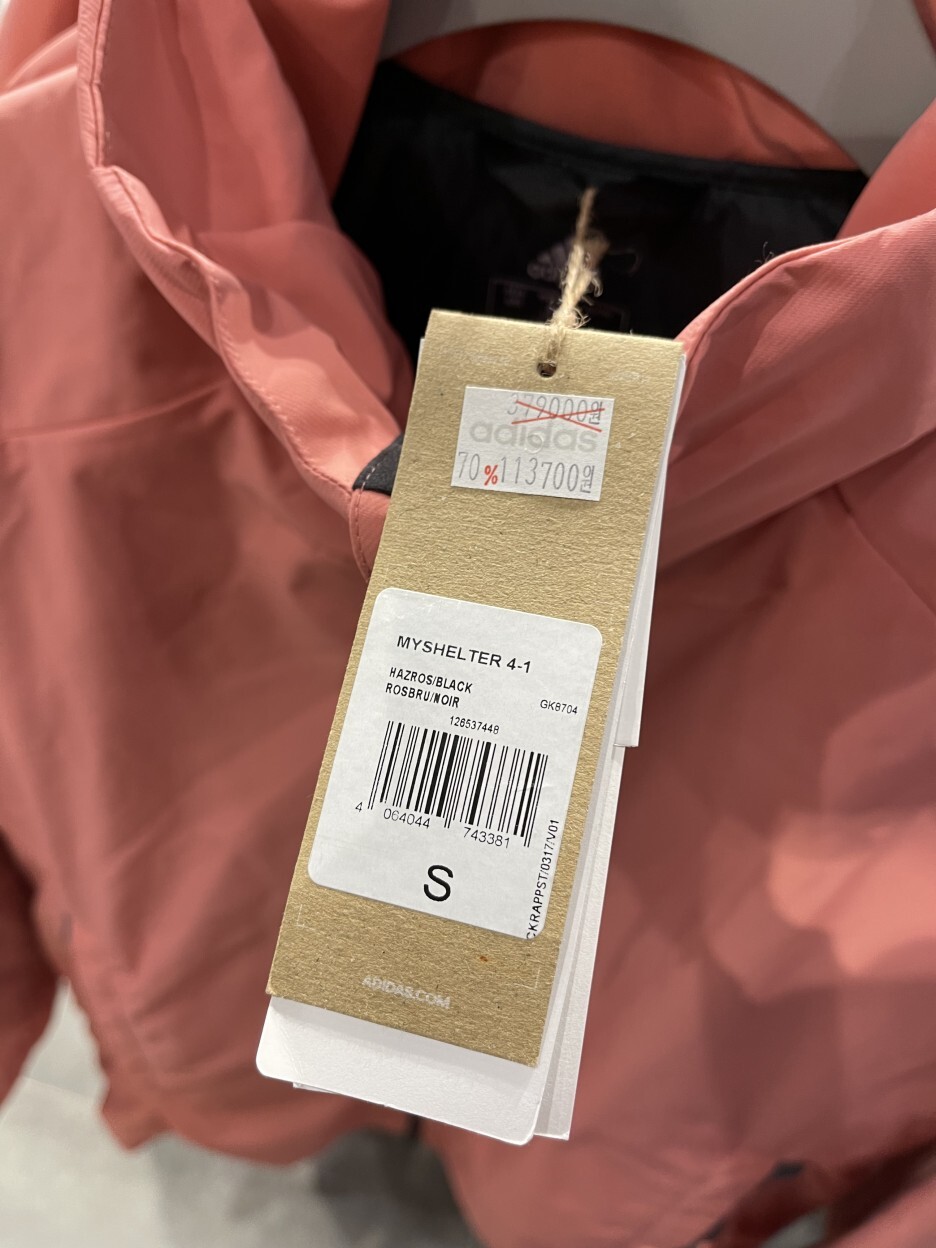 379000원
adidas
70%113700원
MYSHELTER 4-1
HAZROS/BLACK
ROSBRU/NOIR
GK8704
126537448
4 064044 743381
CKRAPPST/0317/V01
S
ADIDAS.COM